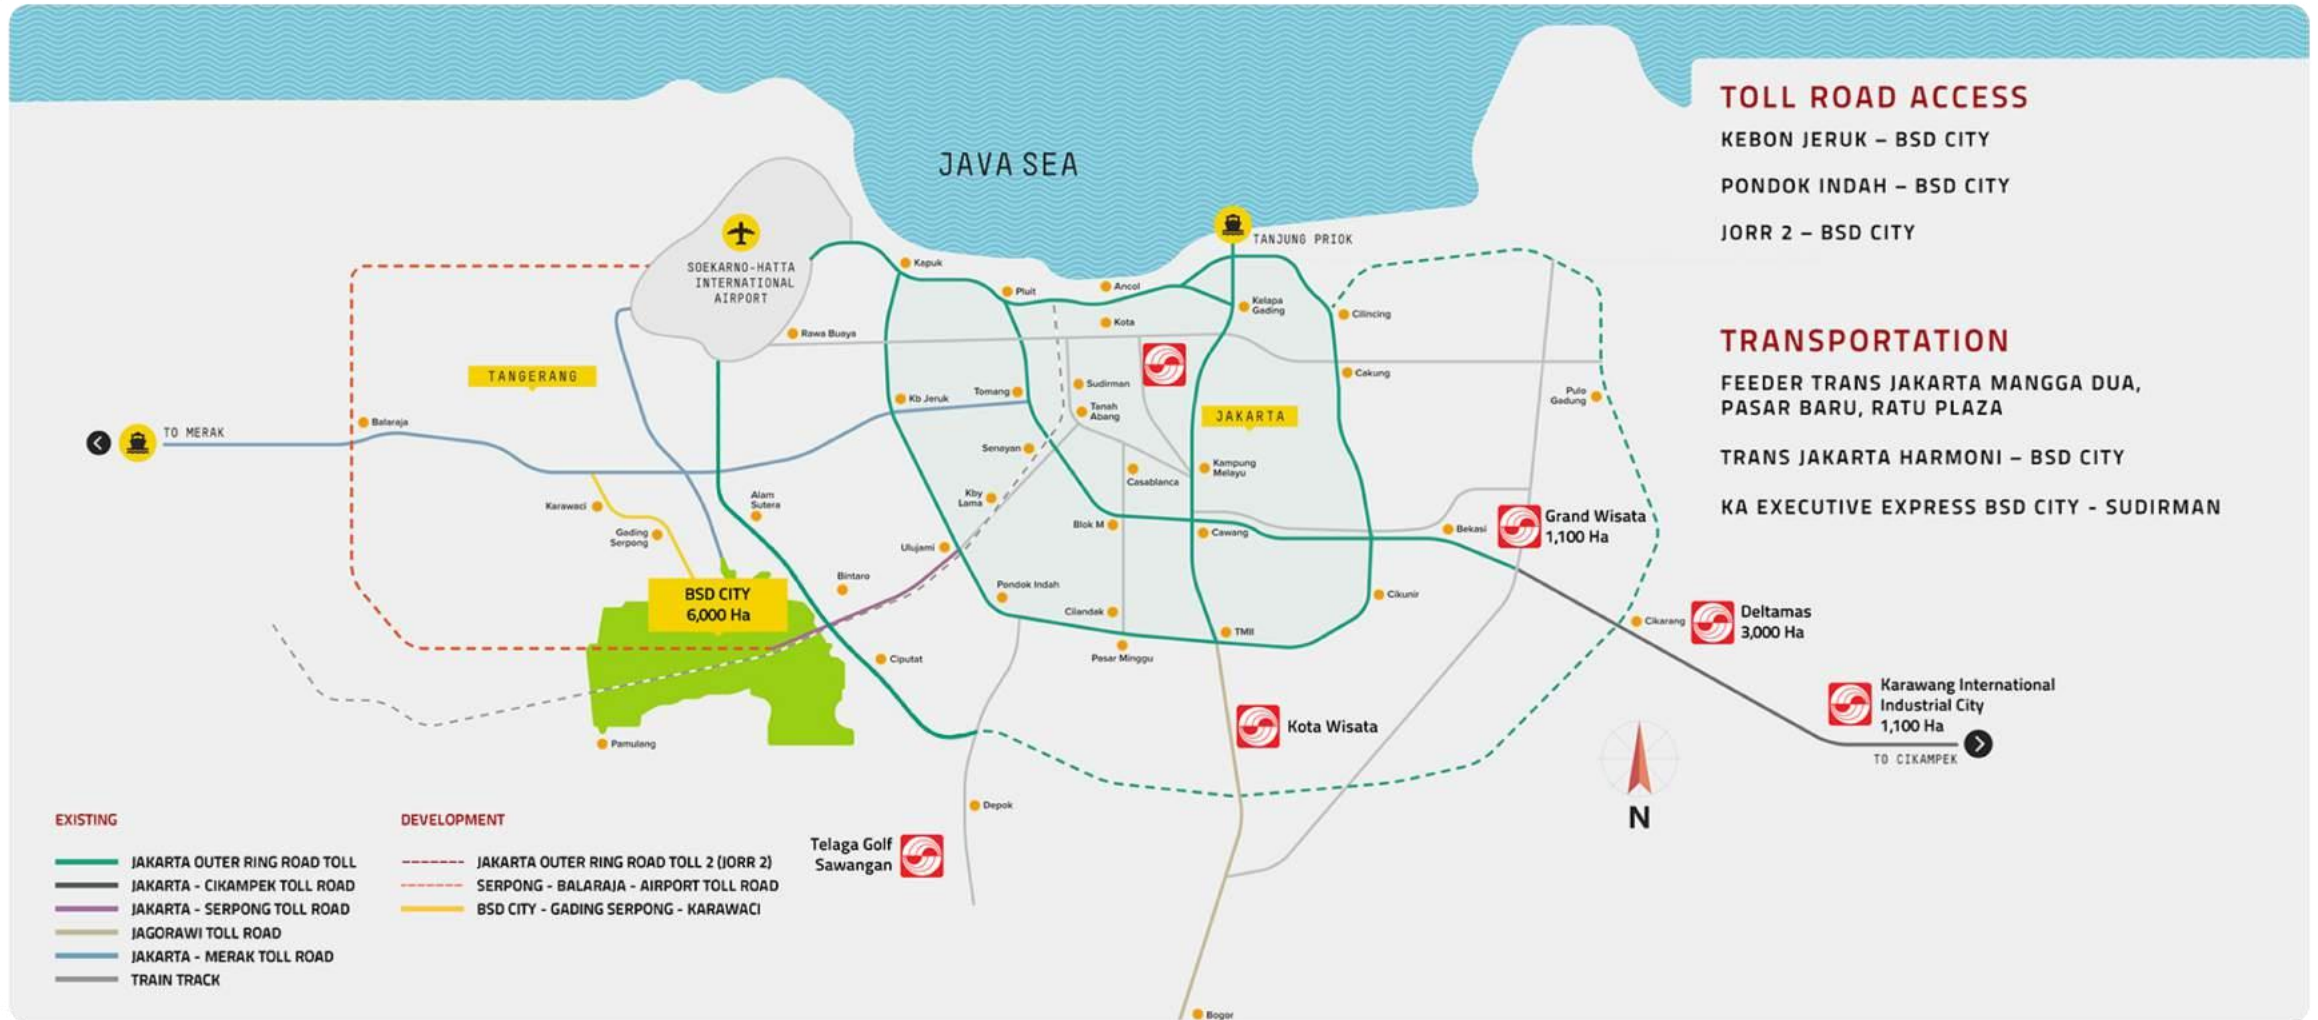 JAVA SEA
TOLL ROAD ACCESS
KEBON JERUK – BSD CITY
PONDOK INDAH – BSD CITY
JORR 2 – BSD CITY
TRANSPORTATION
FEEDER TRANS JAKARTA MANGGA DUA,
PASAR BARU, RATU PLAZA
TRANS JAKARTA HARMONI – BSD CITY
KA EXECUTIVE EXPRESS BSD CITY - SUDIRMAN
TANJUNG PRIOK
SOEKARNO-HATTA
INTERNATIONAL
AIRPORT
Kapuk
Pluit
Ancol
Kelapa
Gading
Cilincing
Kota
Rawa Buaya
TANGERANG
Sudirman
Cakung
Tomang
Kb Jeruk
Tanah
Abang
JAKARTA
Pulo
Gadung
Balaraja
TO MERAK
Senayan
Kampung
Melayu
Casablanca
Karawaci
Alam
Sutera
Kby
Lama
Blok M
Cawang
Bekasi
Grand Wisata
1,100 Ha
Gading
Serpong
Ulujami
Bintaro
Pondok Indah
Cilandak
Cikunir
BSD CITY
6,000 Ha
TMII
Cikarang
Deltamas
3,000 Ha
Ciputat
Pasar Minggu
Karawang International
Industrial City
1,100 Ha
TO CIKAMPEK
Kota Wisata
Pamulang
Depok
N
Telaga Golf
Sawangan
Bogor
EXISTING
JAKARTA OUTER RING ROAD TOLL
JAKARTA - CIKAMPEK TOLL ROAD
JAKARTA - SERPONG TOLL ROAD
JAGORAWI TOLL ROAD
JAKARTA - MERAK TOLL ROAD
TRAIN TRACK
DEVELOPMENT
JAKARTA OUTER RING ROAD TOLL 2 (JORR 2)
SERPONG - BALARAJA - AIRPORT TOLL ROAD
BSD CITY - GADING SERPONG - KARAWACI